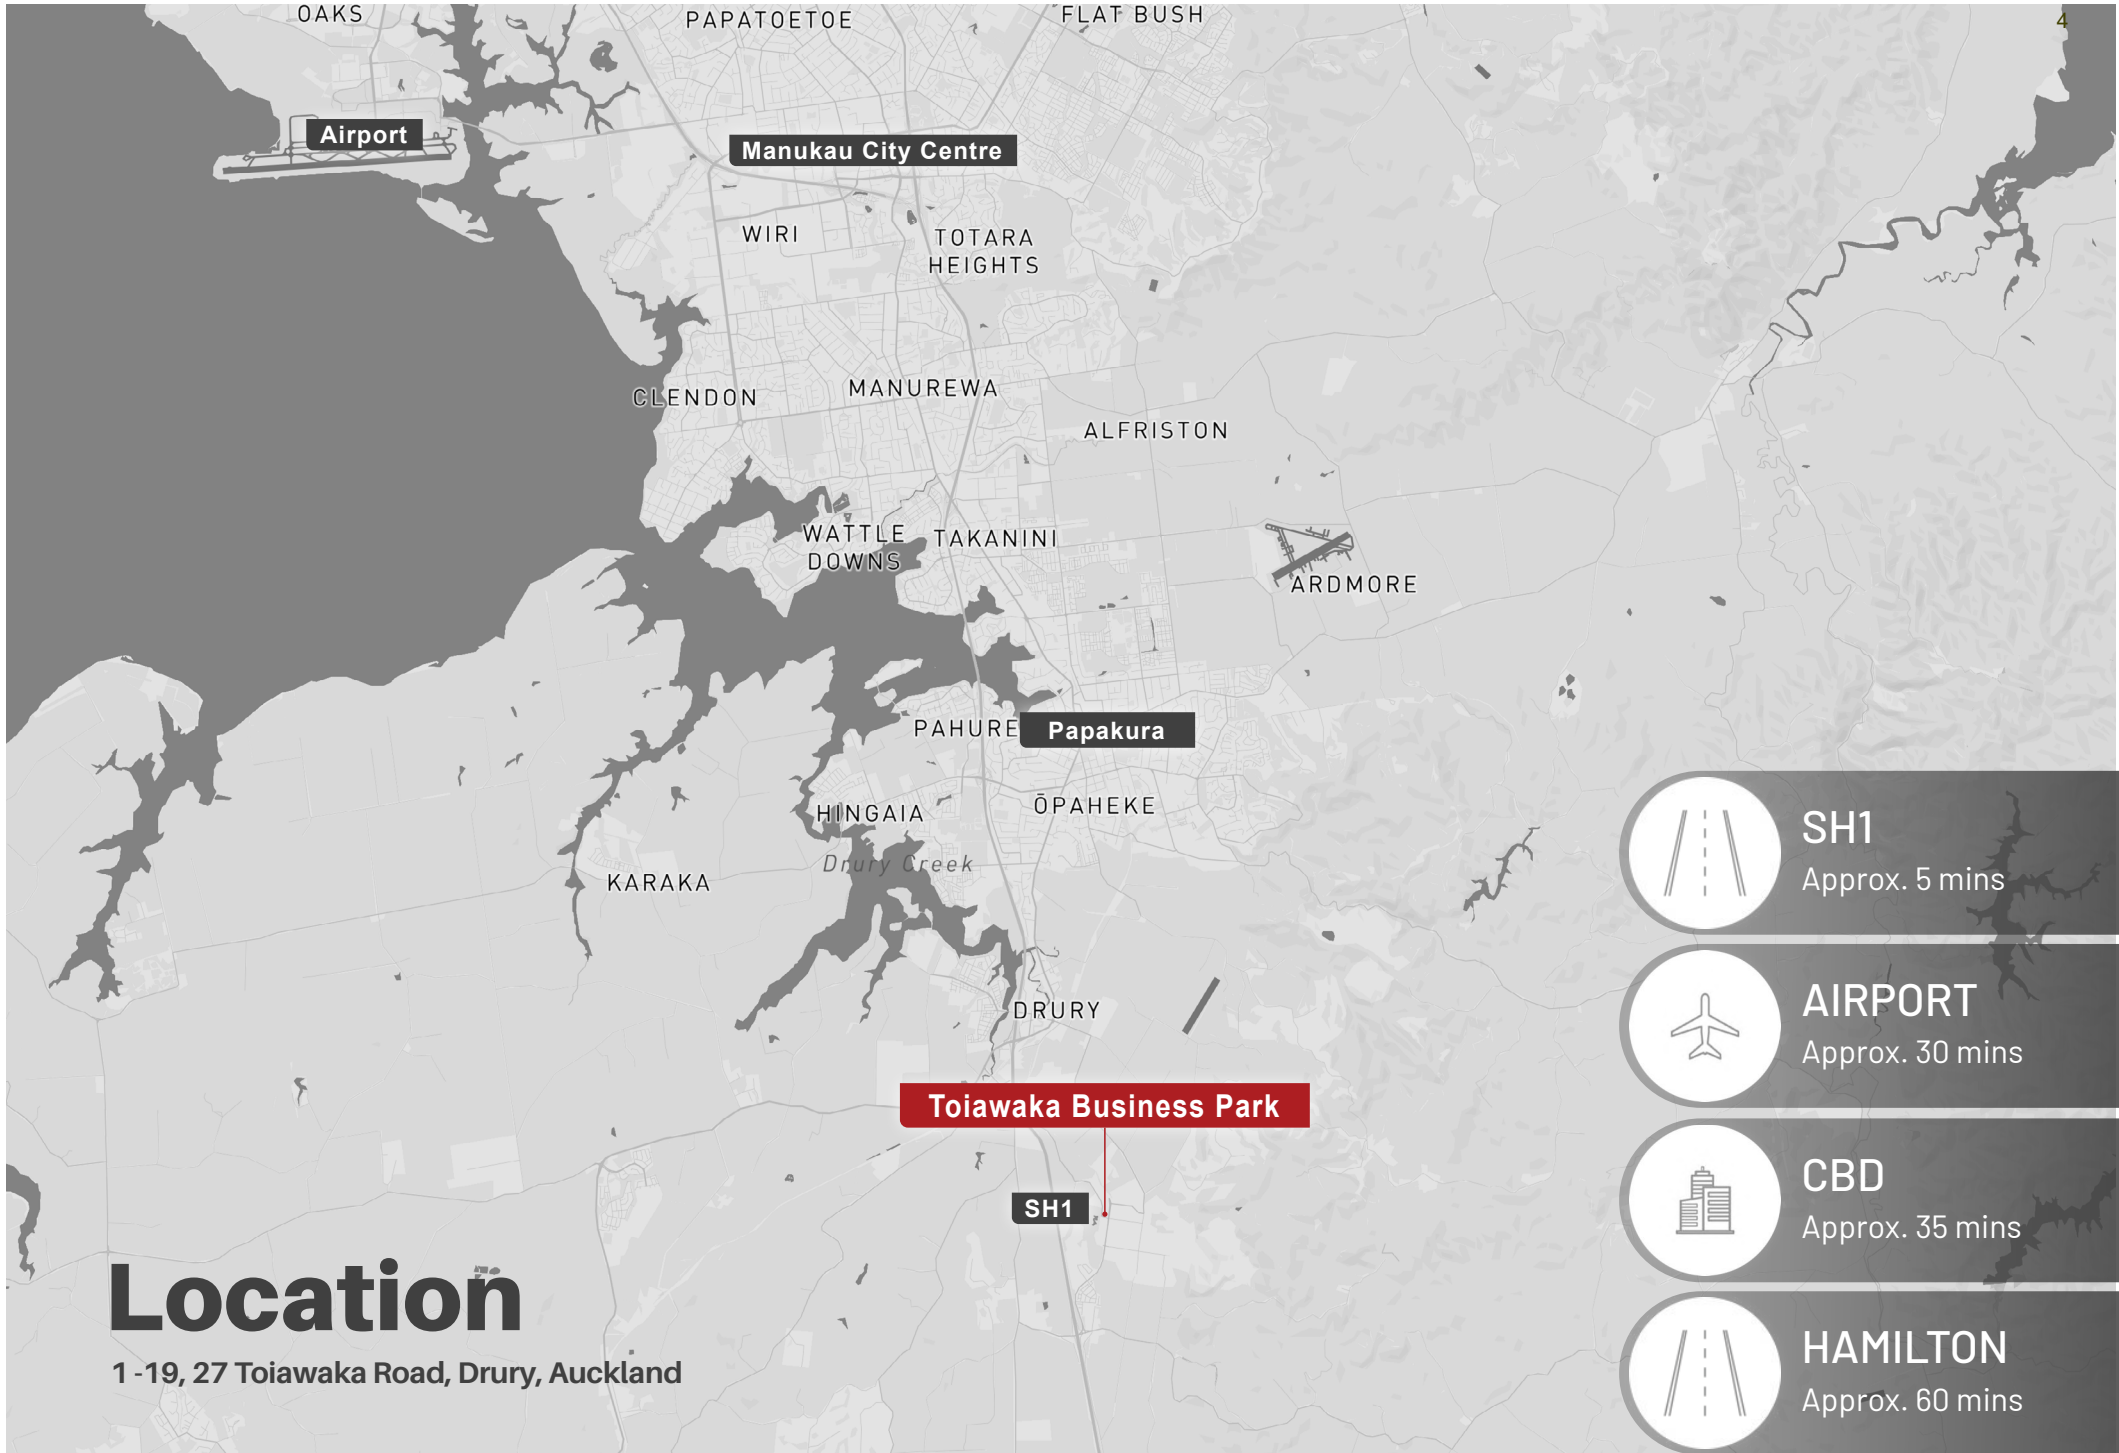 OAKS
PAPATOETOE
FLAT BUSH
4
Airport
Manukau City Centre
WIRI
TOTARA
HEIGHTS
CLENDON
MANUREWA
ALFRISTON
WATTLE
DOWNS
TAKANINI
ARDMORE
PAHURE
Papakura
HINGAIA
ŌPAHEKE
Drury Creek
KARAKA
DRURY
Toiawaka Business Park
SH1
Location
1 -19, 27 Toiawaka Road, Drury, Auckland
SH1
Approx. 5 mins
AIRPORT
Approx. 30 mins
CBD
Approx. 35 mins
HAMILTON
Approx. 60 mins